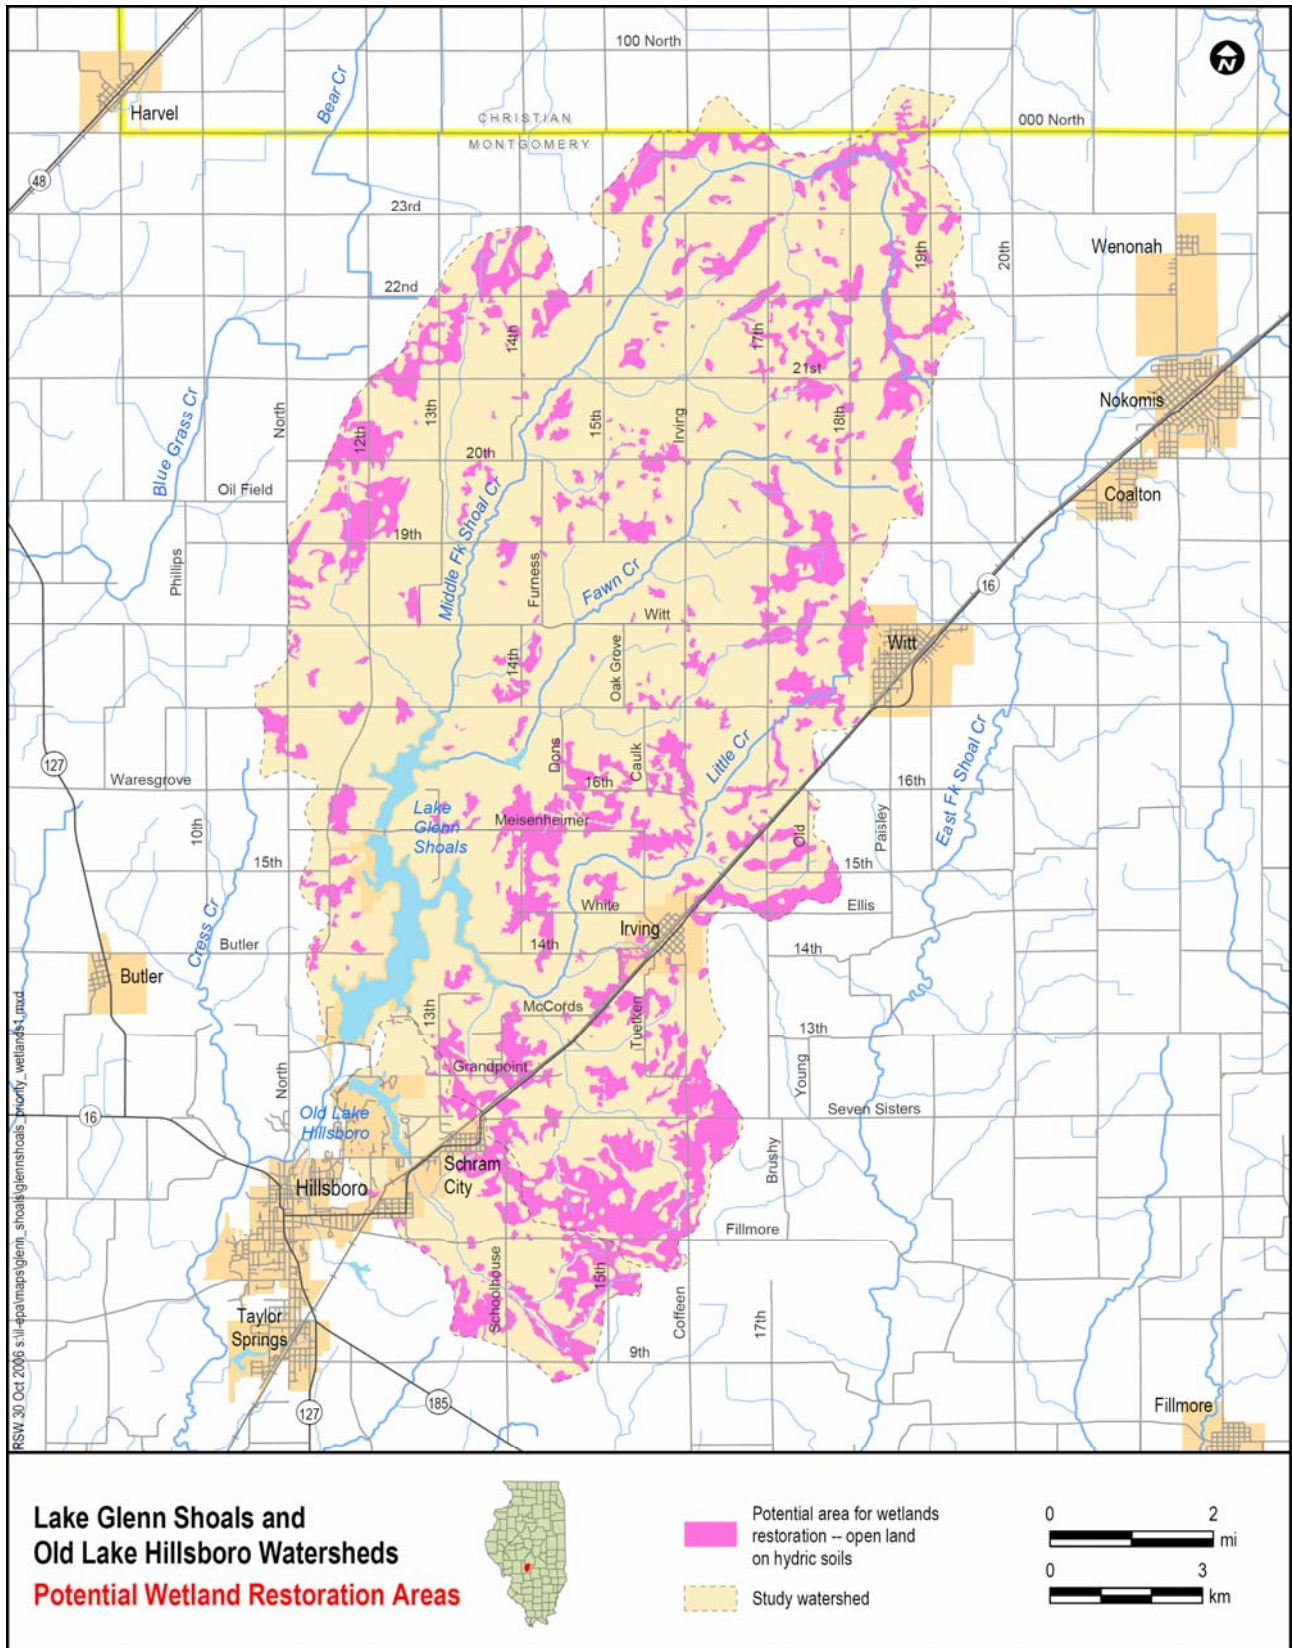 100 North
N
Bear Cr
Harvel
CHRISTIAN
000 North
MONTGOMERY
48
23rd
Wenonah
19th
20th
22nd
14th
17th
21st
Blue Grass Cr
North
12th
13th
15th
Irving
18th
Nokomis
20th
Oil Field
Middle Fk Shoal Cr
Coalton
19th
Phillips
Furness
Fawn Cr
16
Witt
Witt
14th
Oak Grove
127
Waresgrove
Dons
Caulk
Little Cr
16th
16th
East Fk Shoal Cr
Lake
Glenn
Shoals
Meisenheimer
10th
Old
Paisley
15th
15th
White
Ellis
Cress Cr
Butler
14th
Irving
14th
Butler
13th
McCords
Tuetken
13th
Grandpoint
North
Young
16
Old Lake
Hillsboro
Seven Sisters
Schram
City
Hillsboro
Brushy
Fillmore
Schoolhouse
15th
Coffeen
17th
Taylor
Springs
9th
185
127
Fillmore
RSW 30 Oct 2006 s:\il-epa\maps\glenn_shoals\glennshoals_priority_wetlands1.mxd
Lake Glenn Shoals and
Old Lake Hillsboro Watersheds
Potential Wetland Restoration Areas
Potential area for wetlands
restoration -- open land
on hydric soils
Study watershed
0 2
mi
0 3
km